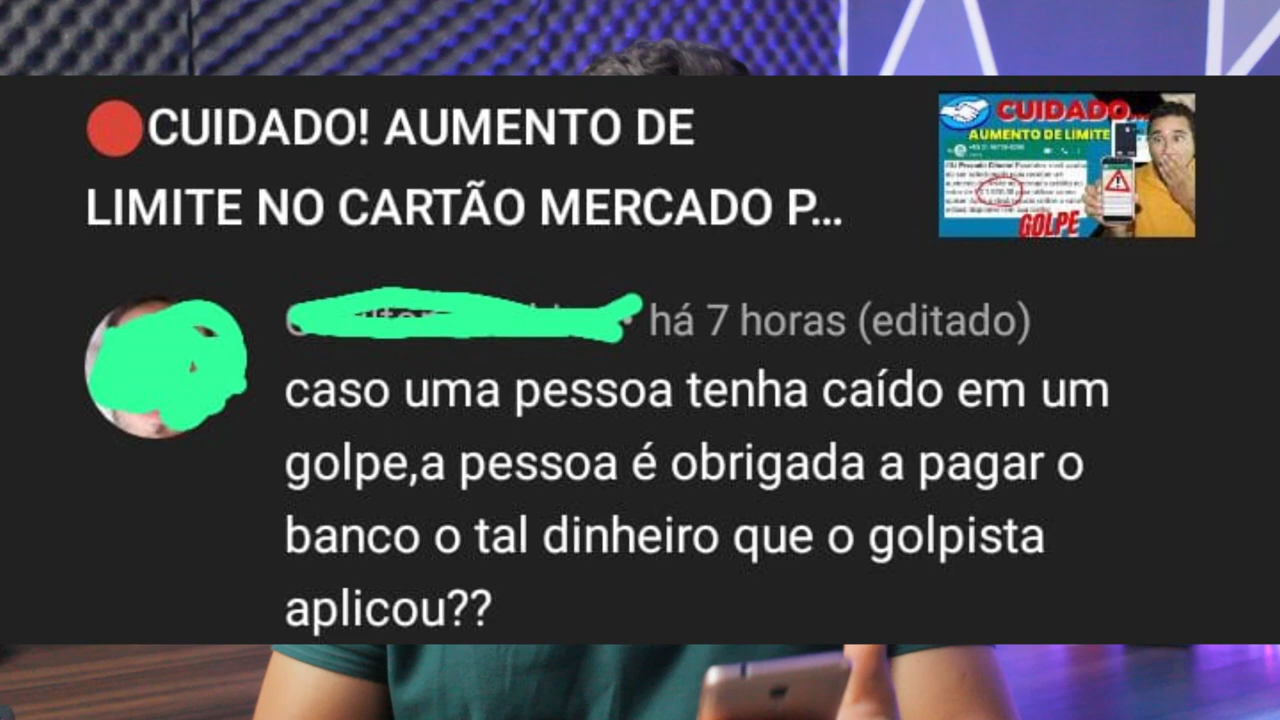 🔴CUIDADO! AUMENTO DE
LIMITE NO CARTÃO MERCADO P...
CUIDADO...
AUMENTO DE LIMITE
GOLPE
• há 7 horas (editado)
caso uma pessoa tenha caído em um
golpe,a pessoa é obrigada a pagar o
banco o tal dinheiro que o golpista
aplicou??